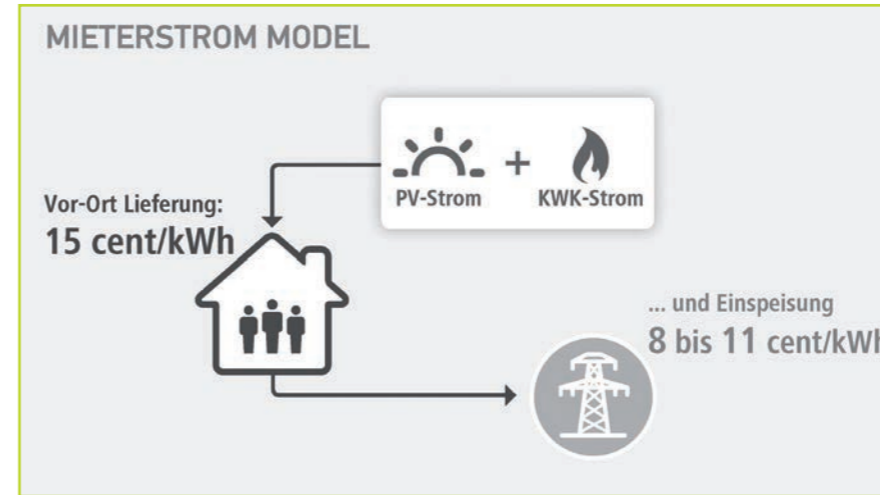 MIETERSTROM MODEL
PV-Strom + KWK-Strom
Vor-Ort Lieferung:
15 cent/kWh
... und Einspeisung
8 bis 11 cent/kWh